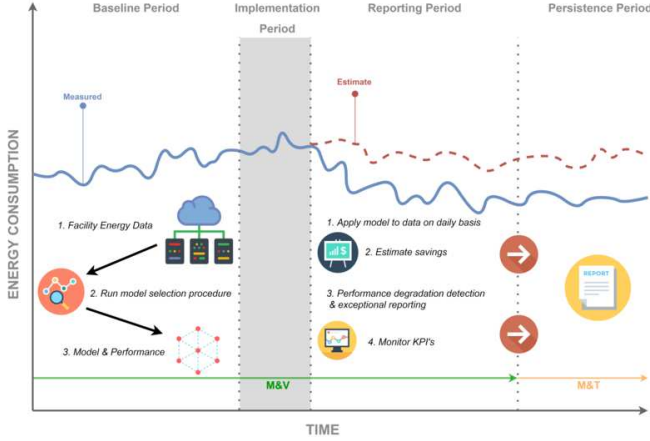 Baseline Period
Implementation
Period
Reporting Period
Persistence Period
Measured
Estimate
ENERGY CONSUMPTION
1. Facility Energy Data
2. Run model selection procedure
3. Model & Performance
1. Apply model to data on daily basis
2. Estimate savings
3. Performance degradation detection
& exceptional reporting
4. Monitor KPI's
$
REPORT
M&V
M&T
TIME